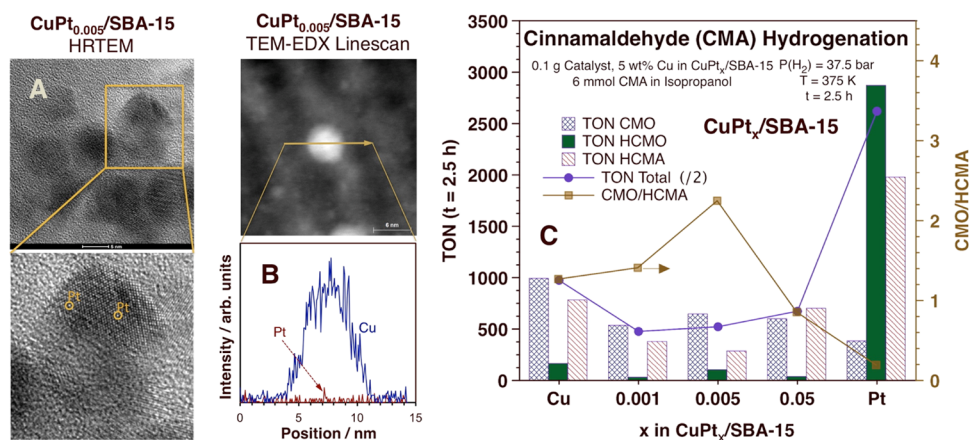 CuPt0.005/SBA-15
HRTEM
A
5 nm
Pt
Pt
CuPt0.005/SBA-15
TEM-EDX Linescan
6 nm
B
Pt
Cu
Intensity / arb. units
0 5 10 15
Position / nm
Cinnamaldehyde (CMA) Hydrogenation
0.1 g Catalyst, 5 wt% Cu in CuPtx/SBA-15 P(H2) = 37.5 bar
6 mmol CMA in Isopropanol T = 375 K
t = 2.5 h
CuPtx/SBA-15
TON CMO
TON HCMO
TON HCMA
TON Total (/2)
CMO/HCMA
C
TON (t = 2.5 h)
3500
3000
2500
2000
1500
1000
500
0
CMO/HCMA
4
3
2
1
0
Cu 0.001 0.005 0.05 Pt
x in CuPtx/SBA-15